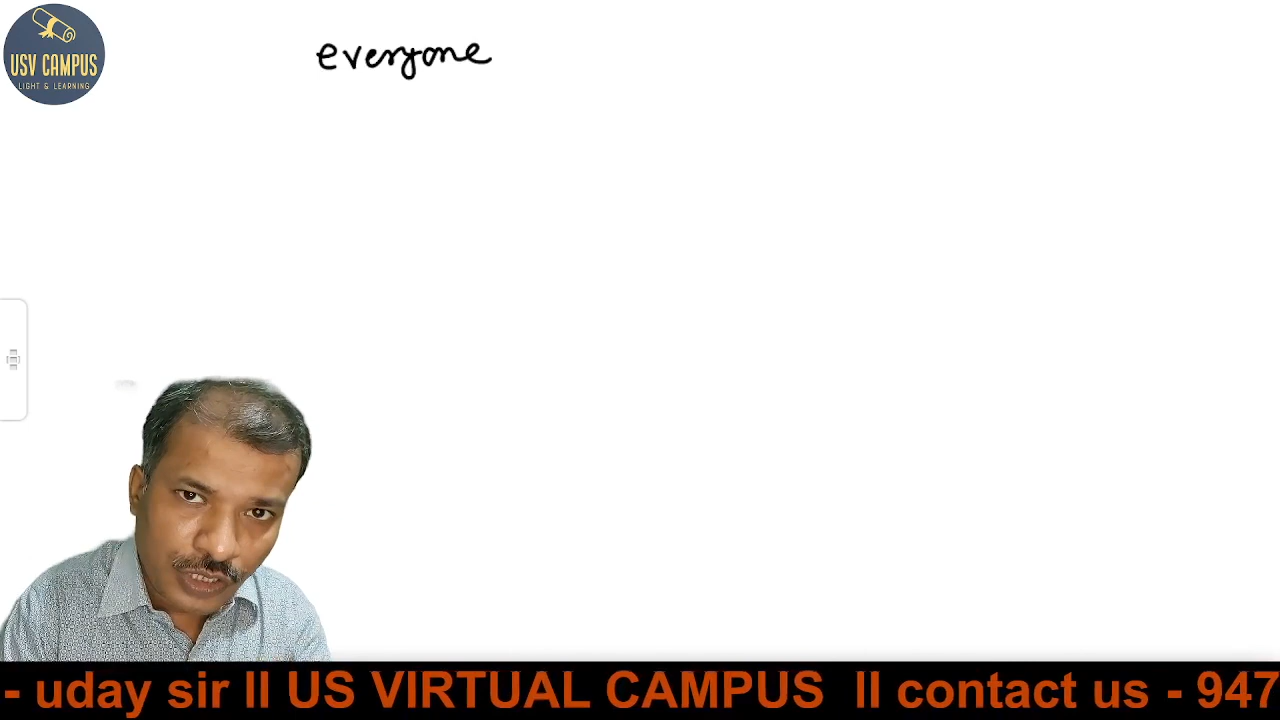 USV CAMPUS
LIGHT & LEARNING
everyone
- uday sir ll US VIRTUAL CAMPUS ll contact us - 947